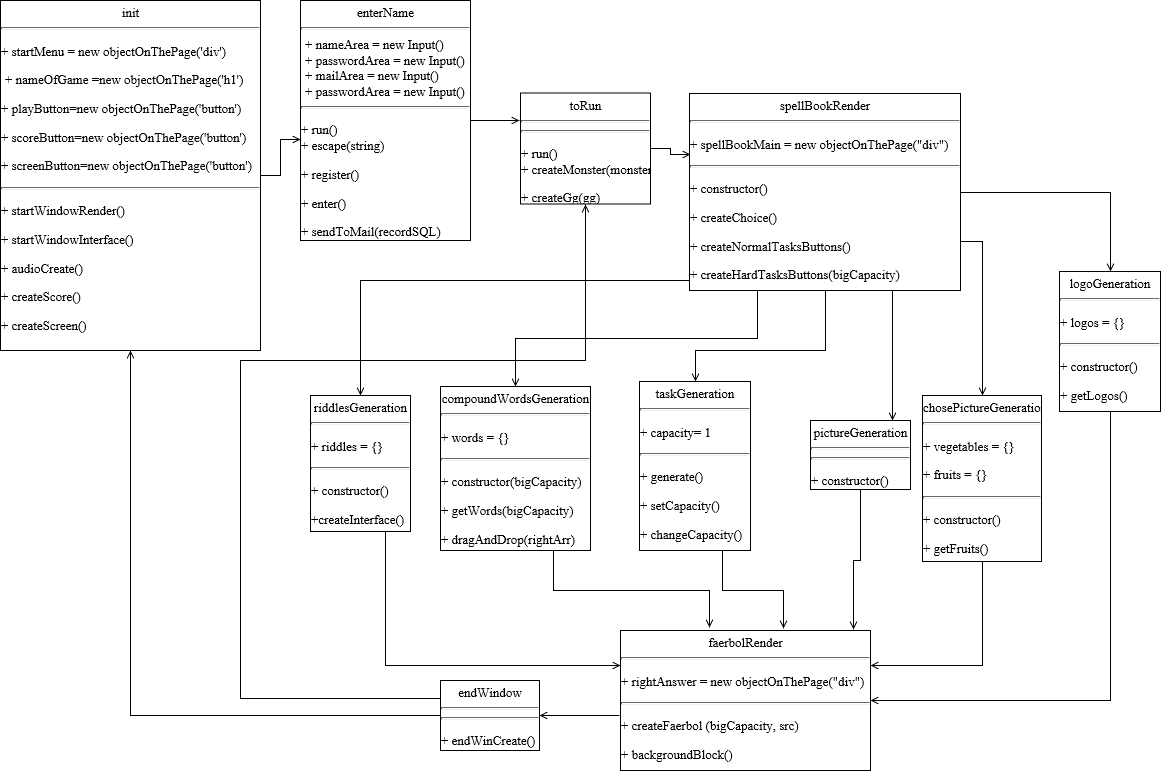 init
+ startMenu = new objectOnThePage('div')
+ nameOfGame =new objectOnThePage('h1')
+ playButton=new objectOnThePage('button')
+ scoreButton=new objectOnThePage('button')
+ screenButton=new objectOnThePage('button')
+ startWindowRender()
+ startWindowInterface()
+ audioCreate()
+ createScore()
+ createScreen()
enterName
+ nameArea = new Input()
+ passwordArea = new Input()
+ mailArea = new Input()
+ passwordArea = new Input()
+ run()
+ escape(string)
+ register()
+ enter()
+ sendToMail(recordSQL)
toRun
+ run()
+ createMonster(monster
+ createGg(gg)
spellBookRender
+ spellBookMain = new objectOnThePage("div")
+ constructor()
+ createChoice()
+ createNormalTasksButtons()
+ createHardTasksButtons(bigCapacity)
logoGeneration
+ logos = {}
+ constructor()
+ getLogos()
riddlesGeneration
+ riddles = {}
+ constructor()
+createInterface()
compoundWordsGeneration
+ words = {}
+ constructor(bigCapacity)
+ getWords(bigCapacity)
+ dragAndDrop(rightArr)
taskGeneration
+ capacity= 1
+ generate()
+ setCapacity()
+ changeCapacity()
pictureGeneration
+ constructor()
chosePictureGeneratio
+ vegetables = {}
+ fruits = {}
+ constructor()
+ getFruits()
faerbolRender
+ rightAnswer = new objectOnThePage("div")
+ createFaerbol (bigCapacity, src)
+ backgroundBlock()
endWindow
+ endWinCreate()